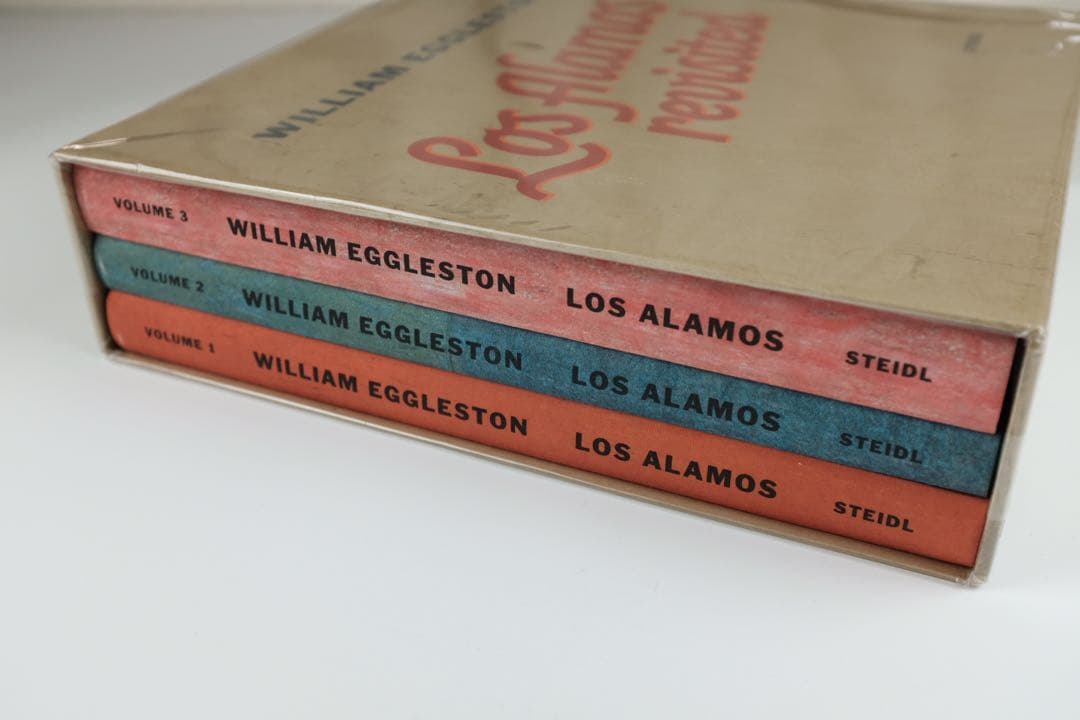 WILLIAM EGGLESTON
Los Alamos
revisited
VOLUME 3 WILLIAM EGGLESTON LOS ALAMOS STEIDL
VOLUME 2 WILLIAM EGGLESTON LOS ALAMOS STEIDL
VOLUME 1 WILLIAM EGGLESTON LOS ALAMOS STEIDL